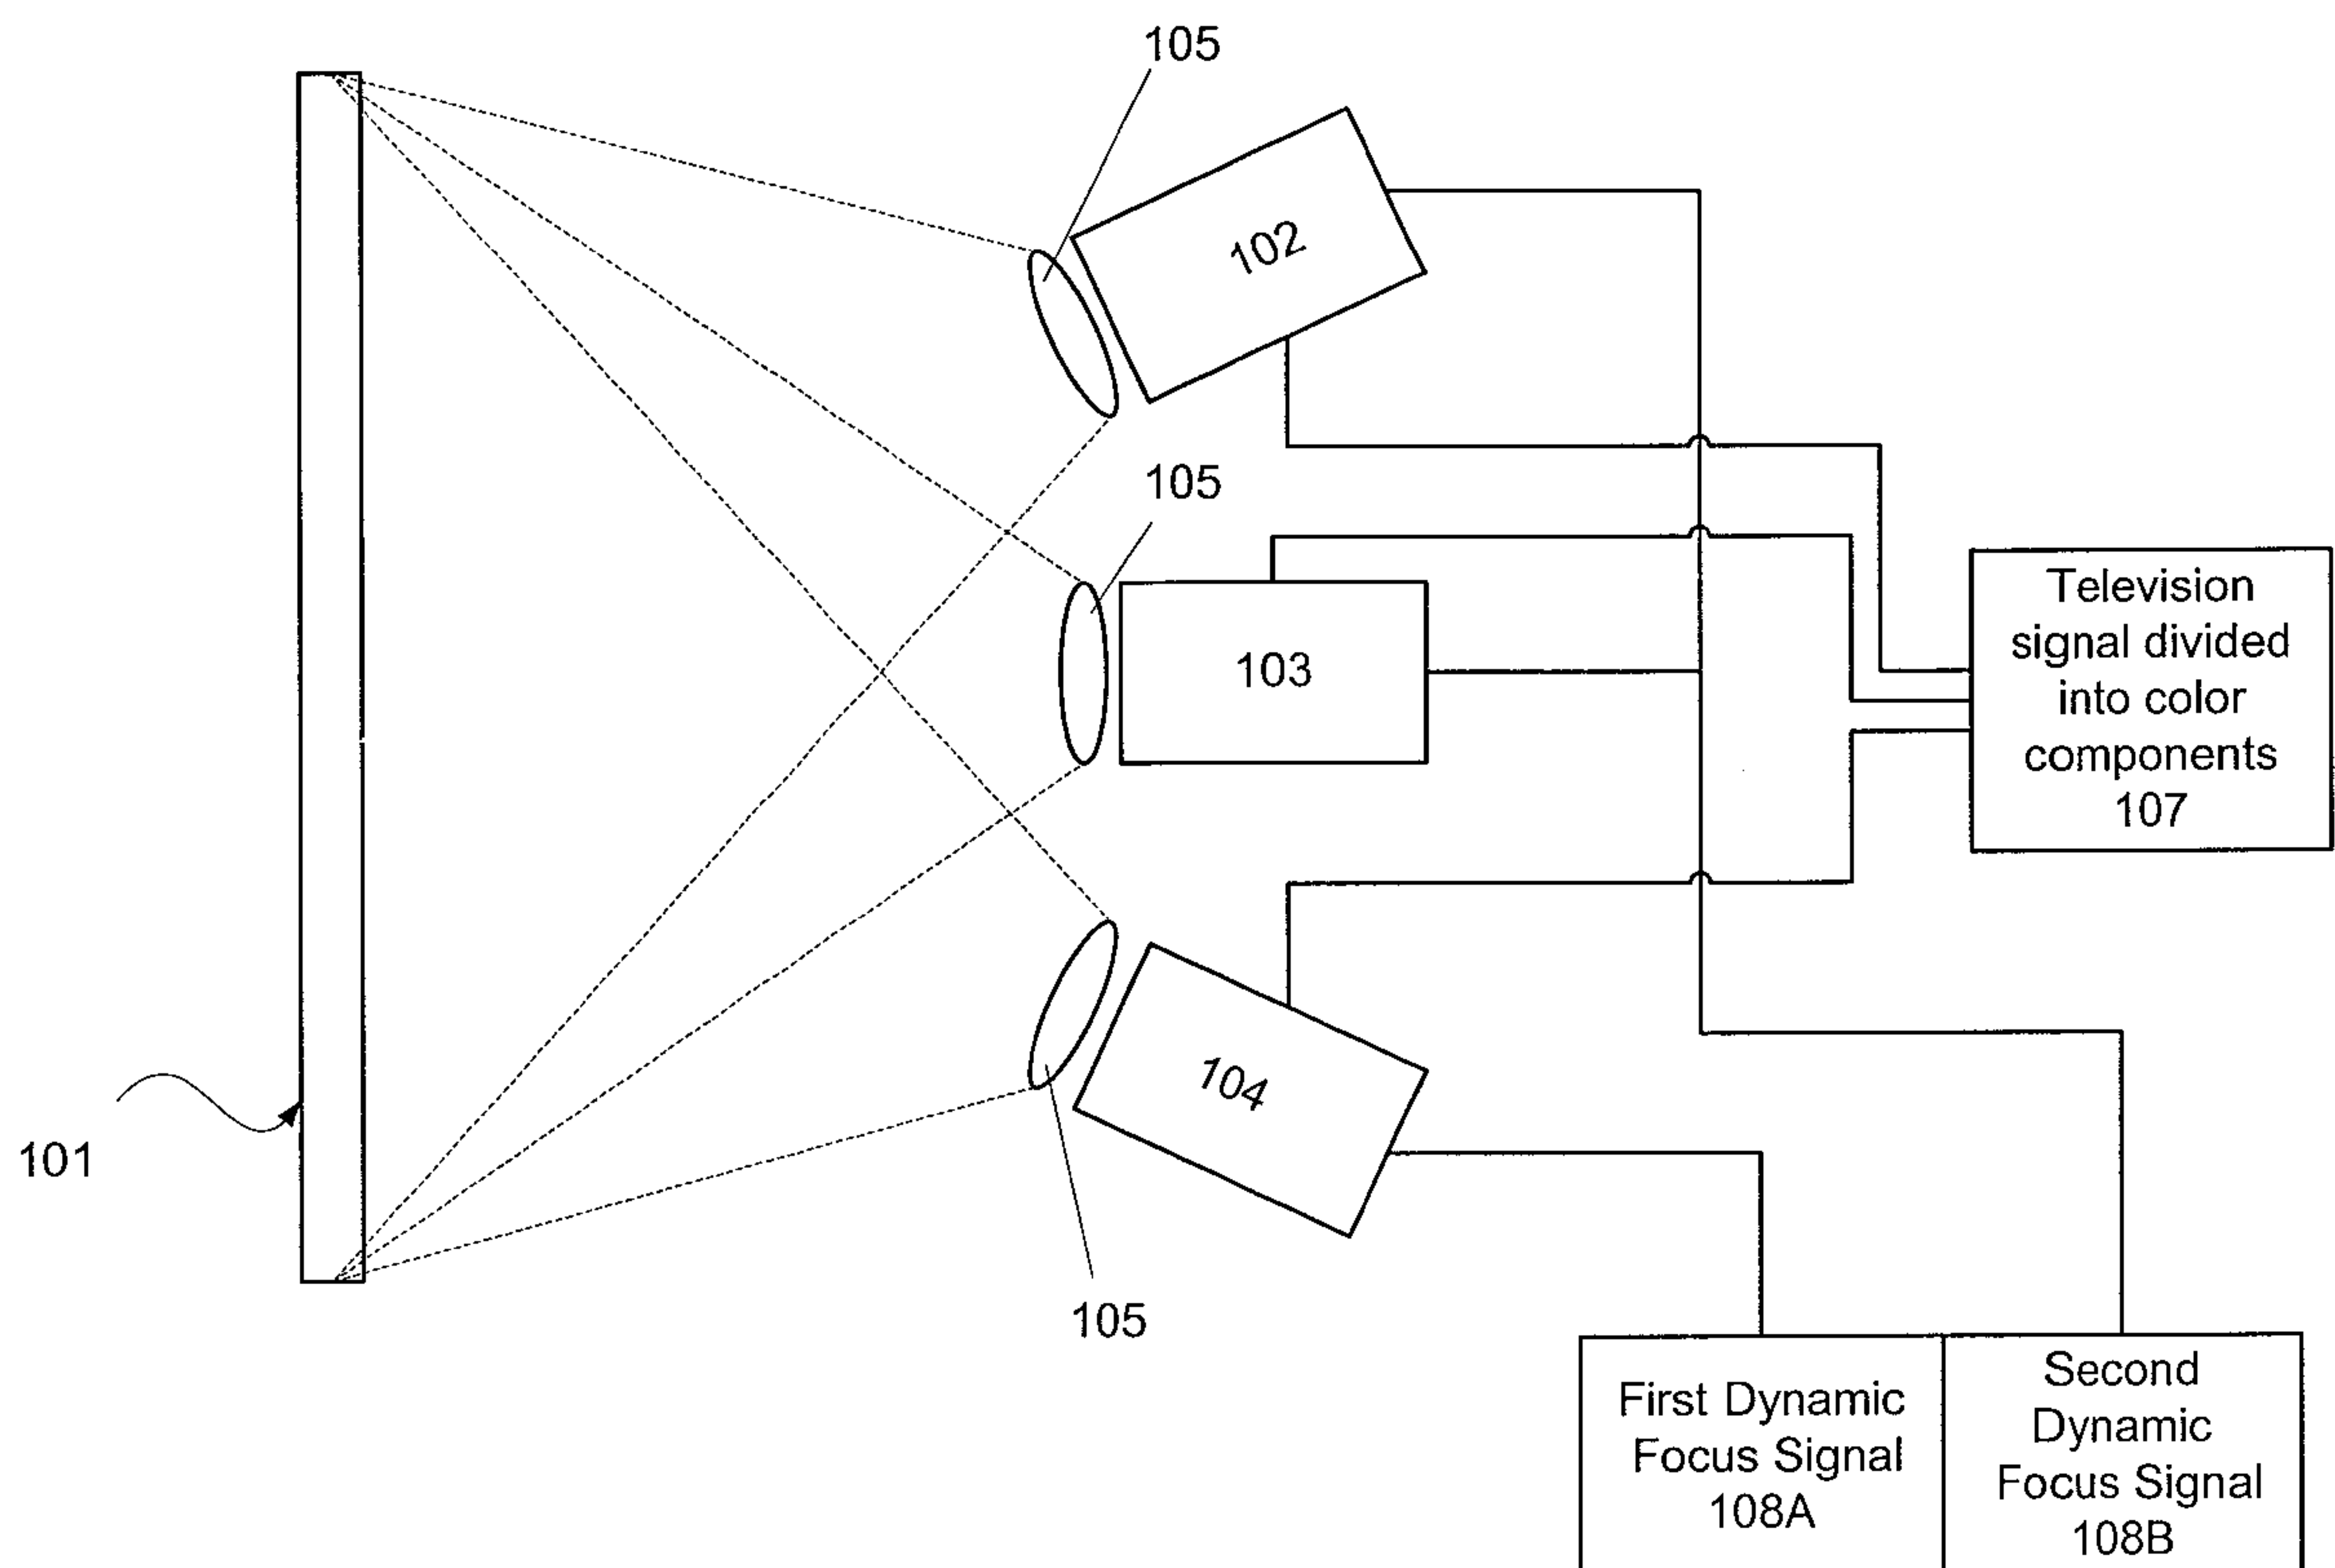 105
102
105
103
Television
signal divided
into color
components
107
104
101
105
First Dynamic
Focus Signal
108A
Second
Dynamic
Focus Signal
108B